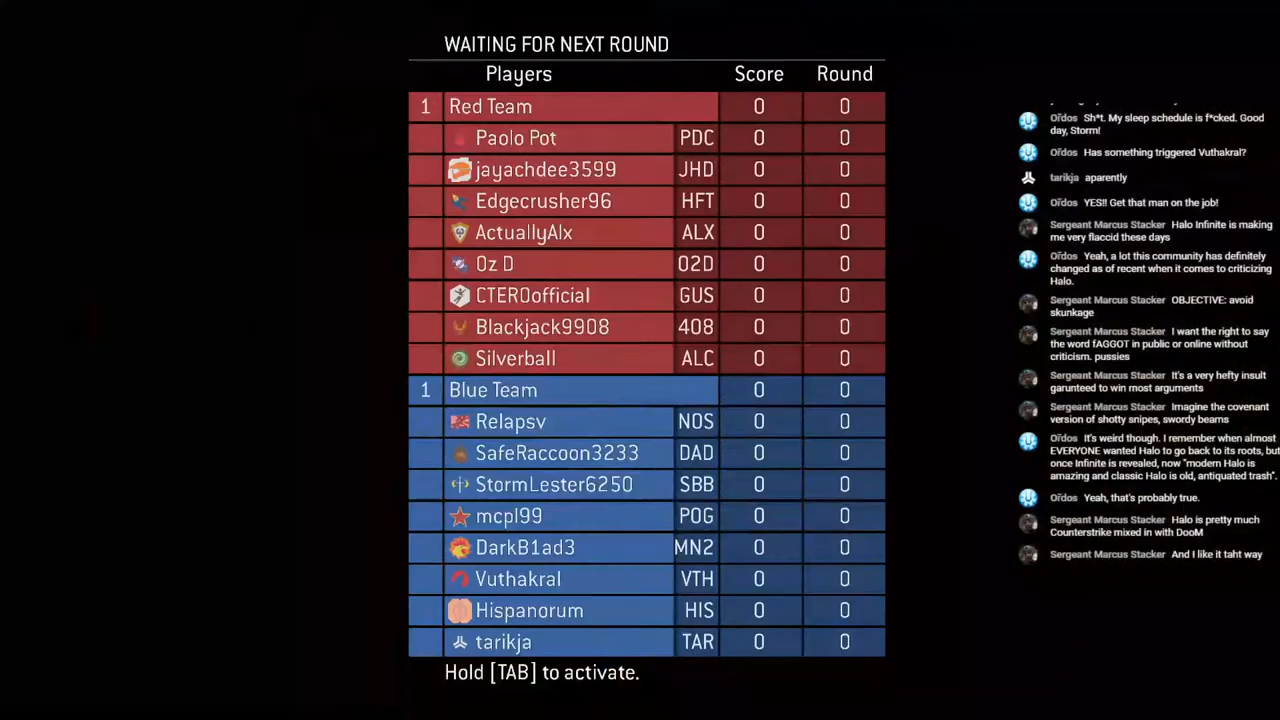 WAITING FOR NEXT ROUND
Players Score Round
1 Red Team 0 0
Paolo Pot PDC 0 0
jayachdee3599 JHD 0 0
Edgecrusher96 HFT 0 0
ActuallyAlx ALX 0 0
Oz D O2D 0 0
CTEROofficial GUS 0 0
Blackjack9908 408 0 0
Silverball ALC 0 0
1 Blue Team 0 0
Relapsv NOS 0 0
SafeRaccoon3233 DAD 0 0
StormLester6250 SBB 0 0
mcpl99 POG 0 0
DarkB1ad3 MN2 0 0
Vuthakral VTH 0 0
Hispanorum HIS 0 0
tarikja TAR 0 0
Hold [TAB] to activate.
Oŕdos Sh*t. My sleep schedule is f*cked. Good
day, Storm!
Oŕdos Has something triggered Vuthakral?
tarikja aparently
Oŕdos YES!! Get that man on the job!
Sergeant Marcus Stacker Halo Infinite is making
me very flaccid these days
Oŕdos Yeah, a lot this community has definitely
changed as of recent when it comes to criticizing
Halo.
Sergeant Marcus Stacker OBJECTIVE: avoid
skunkage
Sergeant Marcus Stacker I want the right to say
the word fAGGOT in public or online without
criticism. pussies
Sergeant Marcus Stacker It's a very hefty insult
garunteed to win most arguments
Sergeant Marcus Stacker Imagine the covenant
version of shotty snipes, swordy beams
Oŕdos It's weird though. I remember when almost
EVERYONE wanted Halo to go back to its roots, but
once Infinite is revealed, now "modern Halo is
amazing and classic Halo is old, antiquated trash".
Oŕdos Yeah, that's probably true.
Sergeant Marcus Stacker Halo is pretty much
Counterstrike mixed in with DooM
Sergeant Marcus Stacker And I like it taht way